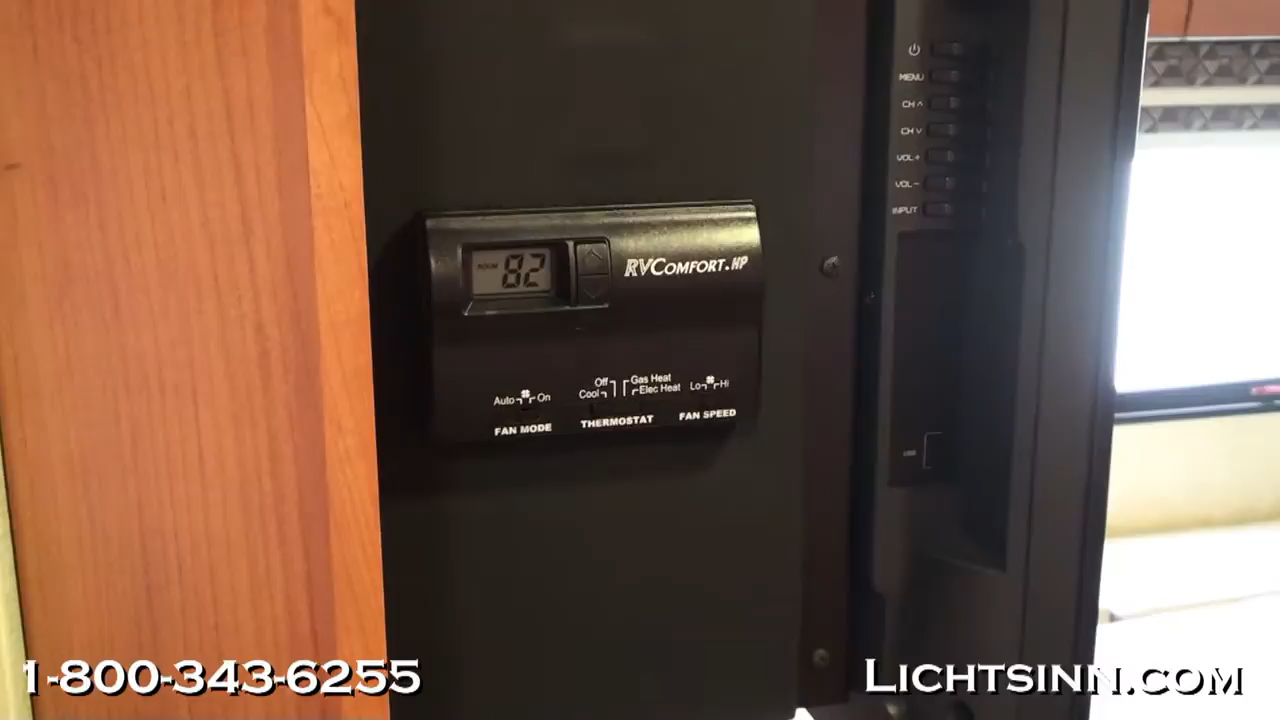 MENU
CH ʌ
CH v
VOL+
VOL-
INPUT
ROOM 82
RVComfort.HP
Off Gas Heat
Auto On Cool Elec Heat Lo Hi
FAN MODE THERMOSTAT FAN SPEED
USB
1-800-343-6255
Lichtsinn.com